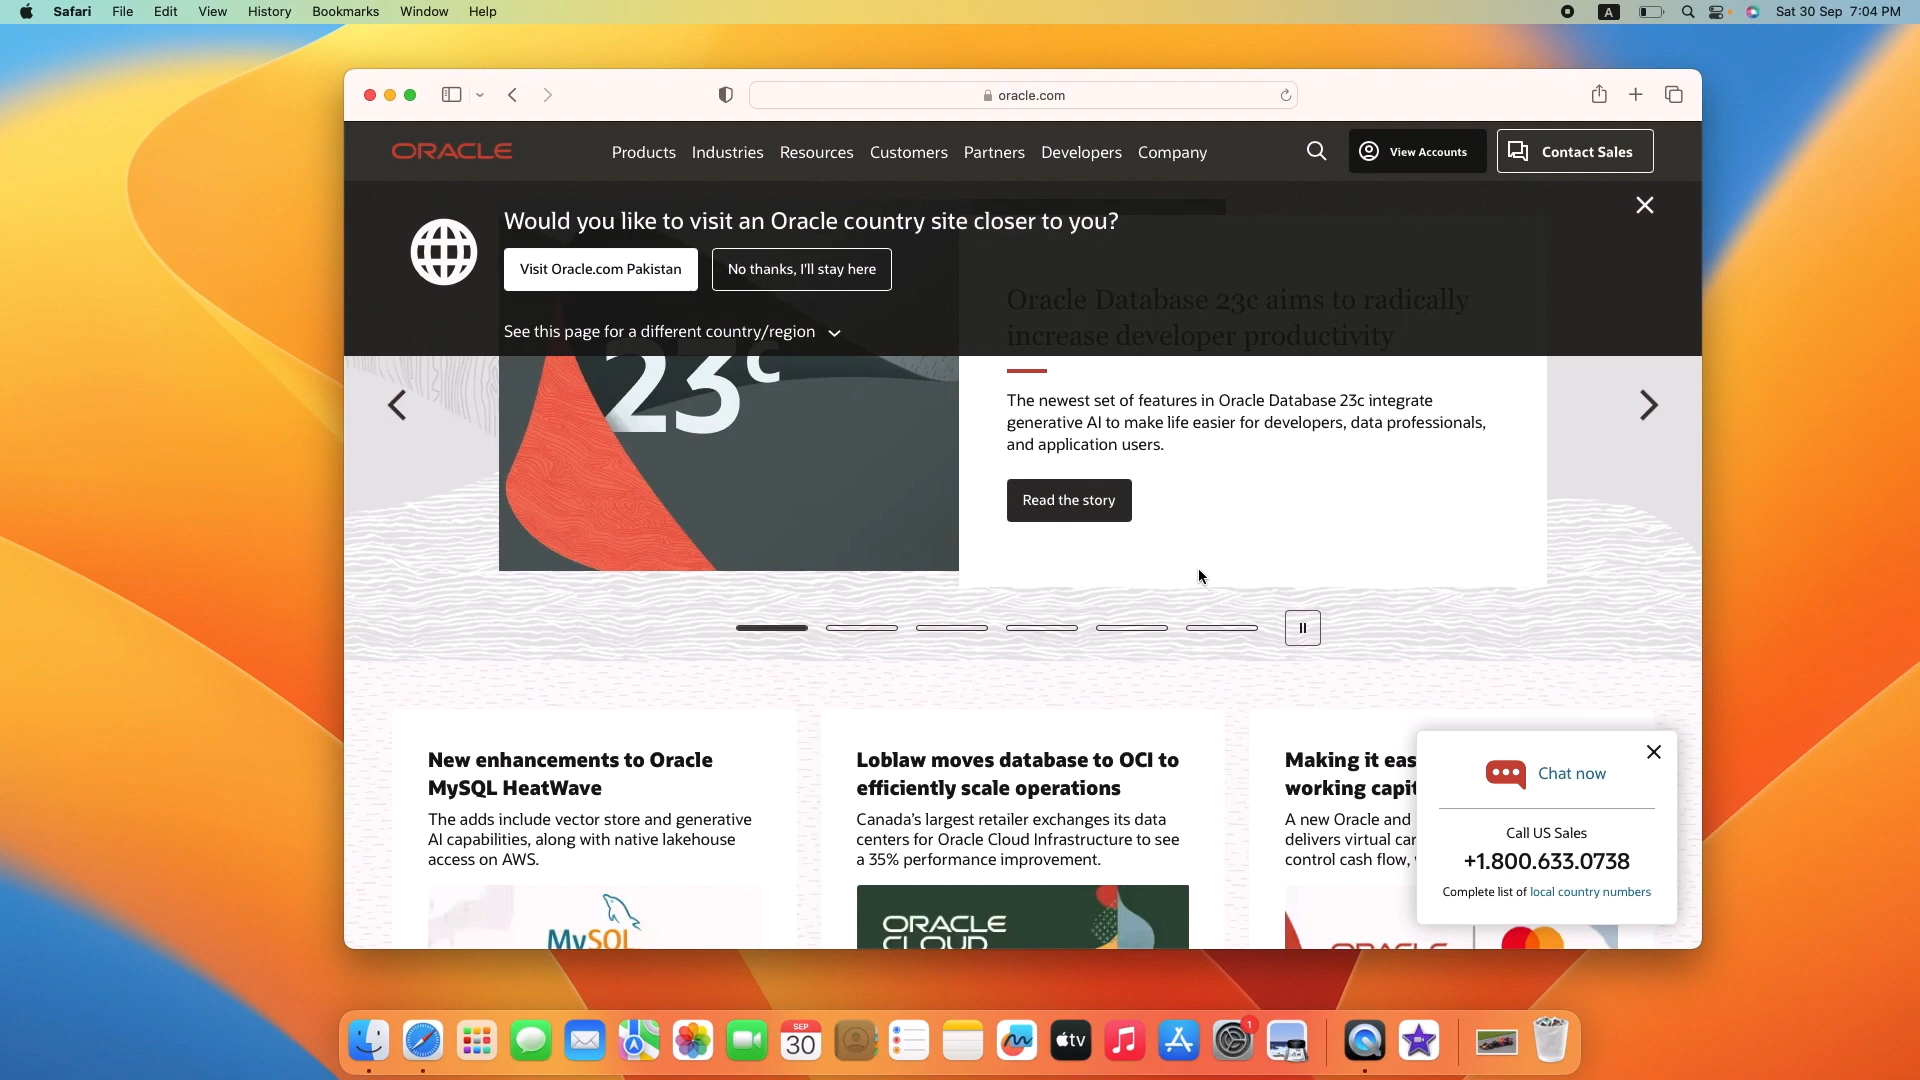 Safari File Edit View History Bookmarks Window Help
A
Sat 30 Sep 7:04 PM
oracle.com
ORACLE
Products Industries Resources Customers Partners Developers Company
View Accounts
Contact Sales
Would you like to visit an Oracle country site closer to you?
Visit Oracle.com Pakistan
No thanks, I'll stay here
See this page for a different country/region
Oracle Database 23c aims to radically
increase developer productivity
23c
The newest set of features in Oracle Database 23c integrate
generative AI to make life easier for developers, data professionals,
and application users.
Read the story
New enhancements to Oracle
MySQL HeatWave
The adds include vector store and generative
AI capabilities, along with native lakehouse
access on AWS.
MySQL
Loblaw moves database to OCI to
efficiently scale operations
Canada's largest retailer exchanges its data
centers for Oracle Cloud Infrastructure to see
a 35% performance improvement.
ORACLE
CLOUD
Making it eas
working capit
A new Oracle and
delivers virtual car
control cash flow,
ORACLE
Chat now
Call US Sales
+1.800.633.0738
Complete list of local country numbers
SEP
30
tv
1